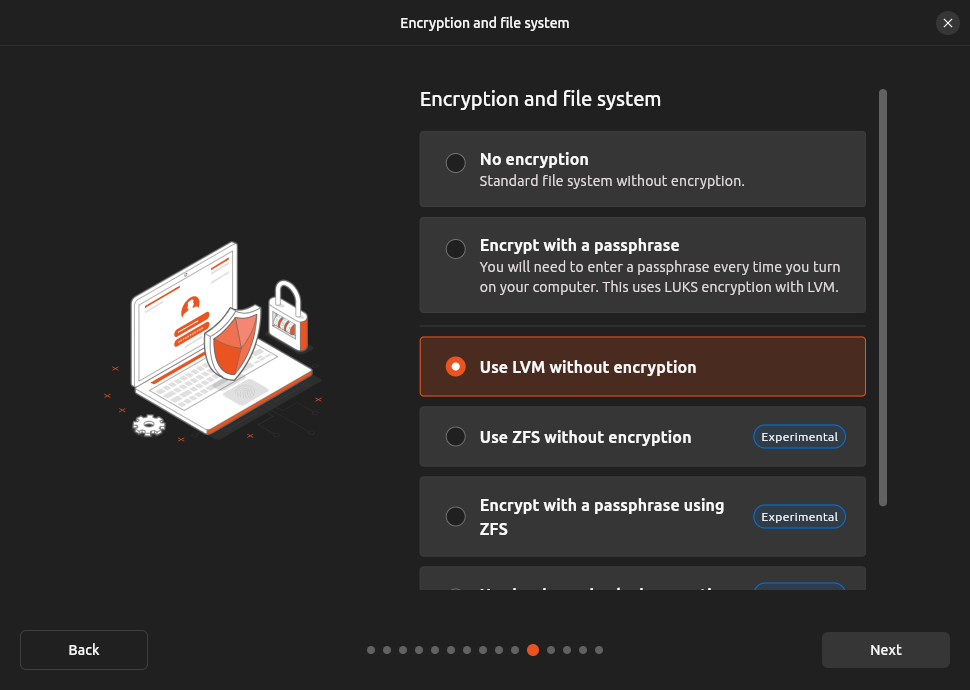 Encryption and file system
Encryption and file system
No encryption
Standard file system without encryption.
Encrypt with a passphrase
You will need to enter a passphrase every time you turn
on your computer. This uses LUKS encryption with LVM.
Use LVM without encryption
Use ZFS without encryption
Experimental
Encrypt with a passphrase using
ZFS
Experimental
Back
Next